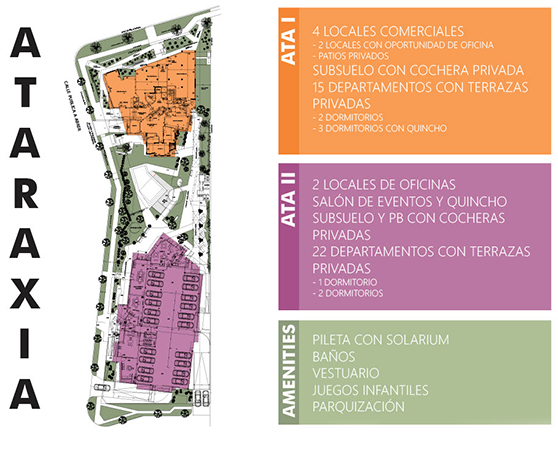 ATARAXIA
CALLE PUBLICA A ABRIR
ATA I
4 LOCALES COMERCIALES
- 2 LOCALES CON OPORTUNIDAD DE OFICINA
- PATIOS PRIVADOS
SUBSUELO CON COCHERA PRIVADA
15 DEPARTAMENTOS CON TERRAZAS
PRIVADAS
- 2 DORMITORIOS
- 3 DORMITORIOS CON QUINCHO
ATA II
2 LOCALES DE OFICINAS
SALÓN DE EVENTOS Y QUINCHO
SUBSUELO Y PB CON COCHERAS
PRIVADAS
22 DEPARTAMENTOS CON TERRAZAS
PRIVADAS
- 1 DORMITORIO
- 2 DORMITORIOS
AMENITIES
PILETA CON SOLARIUM
BAÑOS
VESTUARIO
JUEGOS INFANTILES
PARQUIZACIÓN